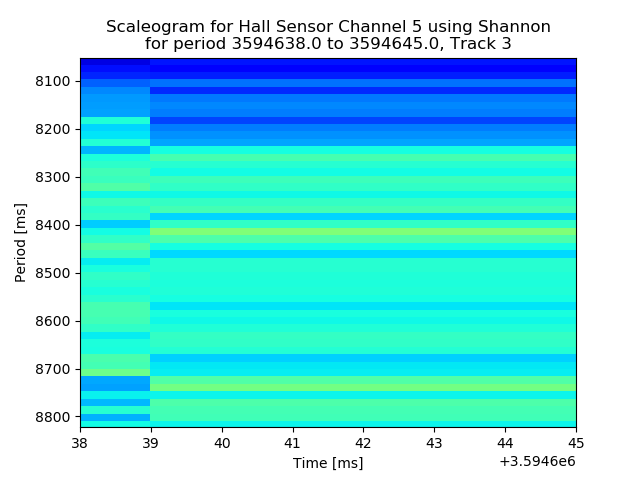 Scaleogram for Hall Sensor Channel 5 using Shannon
for period 3594638.0 to 3594645.0, Track 3
Period [ms]
8100
8200
8300
8400
8500
8600
8700
8800
38 39 40 41 42 43 44 45
Time [ms]
+3.5946e6